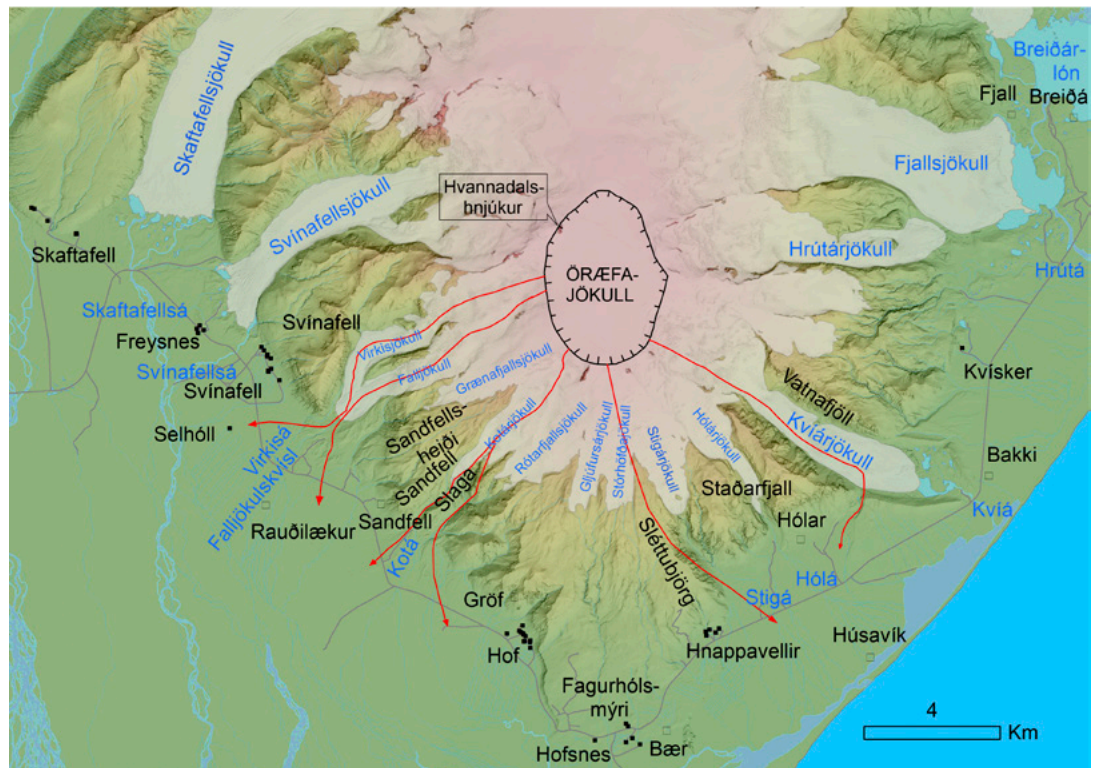 Breiðár-
lón
Fjall
Breiðá
Skaftafellsjökull
Fjallsjökull
Hvannadals-
hnjúkur
Svínafellsjökull
Hrútárjökull
Skaftafell
ÖRÆFA-
JÖKULL
Hrútá
Skaftafellsá
Svínafell
Freysnes
Virkisjökull
Kvísker
Svínafellsá
Falljökull
Grænafjallsjökull
Vatnafjöll
Svínafell
Selhóll
Sandfells-
heiði
Kotárjökull
Rótarfjallsjökull
Gljúfursárjökull
Stórhöfðajökull
Stigárjökull
Hólárjökull
Kvíárjökull
Virkisá
Falljökulskvísl
Sandfell
Slaga
Staðarfjall
Bakki
Kvíá
Rauðilækur
Sandfell
Hólar
Kotá
Sléttubjörg
Hólá
Stigá
Gröf
Hof
Hnappavellir
Húsavík
Fagurhóls-
mýri
Hofsnes
Bær
4
Km